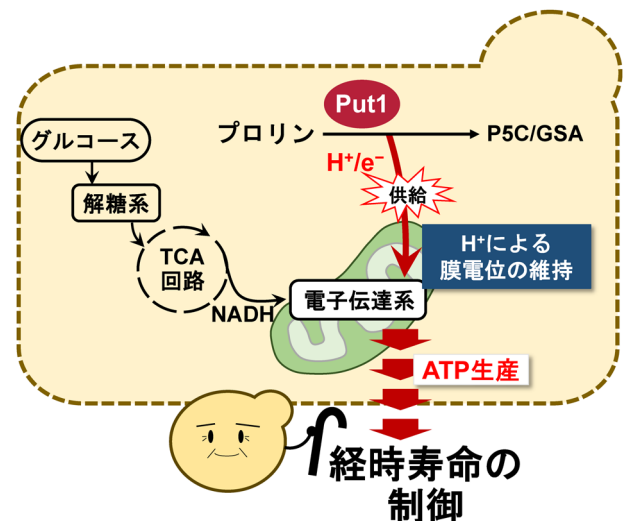 Put1
プロリン
P5C/GSA
グルコース
H⁺/e⁻
供給
解糖系
H⁺による
膜電位の維持
TCA
回路
電子伝達系
NADH
ATP生産
経時寿命の
制御